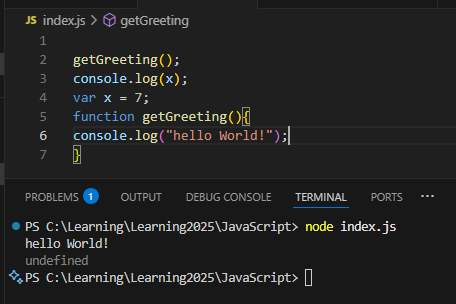 JS index.js > getGreeting
1
2 getGreeting();
3 console.log(x);
4 var x = 7;
5 function getGreeting(){
6 console.log("hello World!");
7 }
PROBLEMS 1 OUTPUT DEBUG CONSOLE TERMINAL PORTS ...
PS C:\Learning\Learning2025\JavaScript> node index.js
hello World!
undefined
PS C:\Learning\Learning2025\JavaScript>